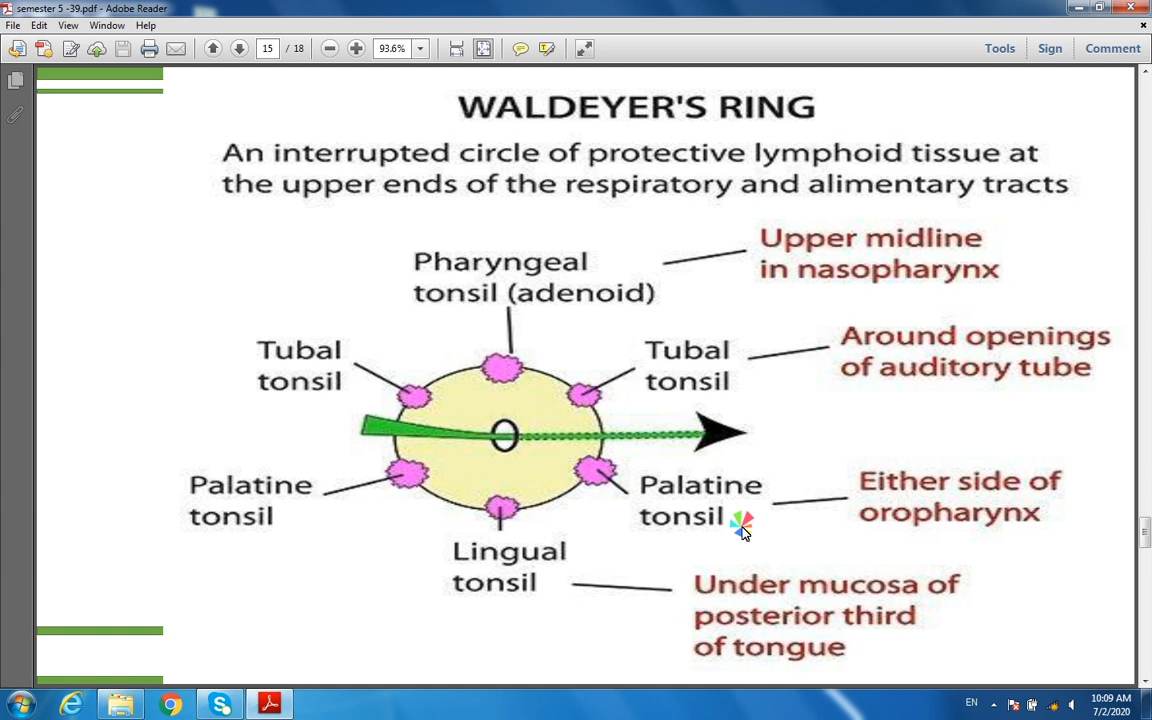 semester 5 -39.pdf - Adobe Reader
File Edit View Window Help
15 / 18 93.6% Tools Sign Comment
WALDEYER'S RING
An interrupted circle of protective lymphoid tissue at
the upper ends of the respiratory and alimentary tracts
Upper midline
in nasopharynx
Pharyngeal
tonsil (adenoid)
Tubal
tonsil
Tubal
tonsil
Around openings
of auditory tube
Palatine
tonsil
Palatine
tonsil
Either side of
oropharynx
Lingual
tonsil
Under mucosa of
posterior third
of tongue
EN
10:09 AM
7/2/2020